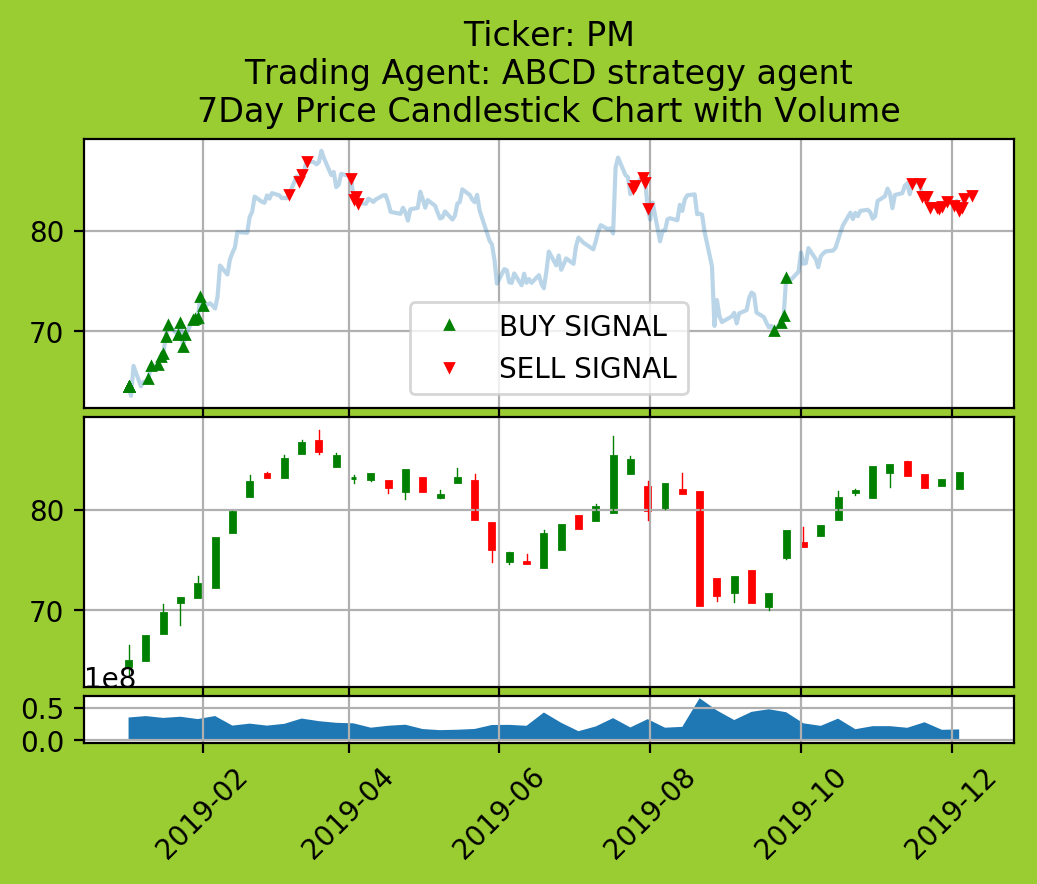 Ticker: PM
Trading Agent: ABCD strategy agent
7Day Price Candlestick Chart with Volume
80
70
BUY SIGNAL
SELL SIGNAL
80
70
1e8
0.5
0.0
2019-02
2019-04
2019-06
2019-08
2019-10
2019-12